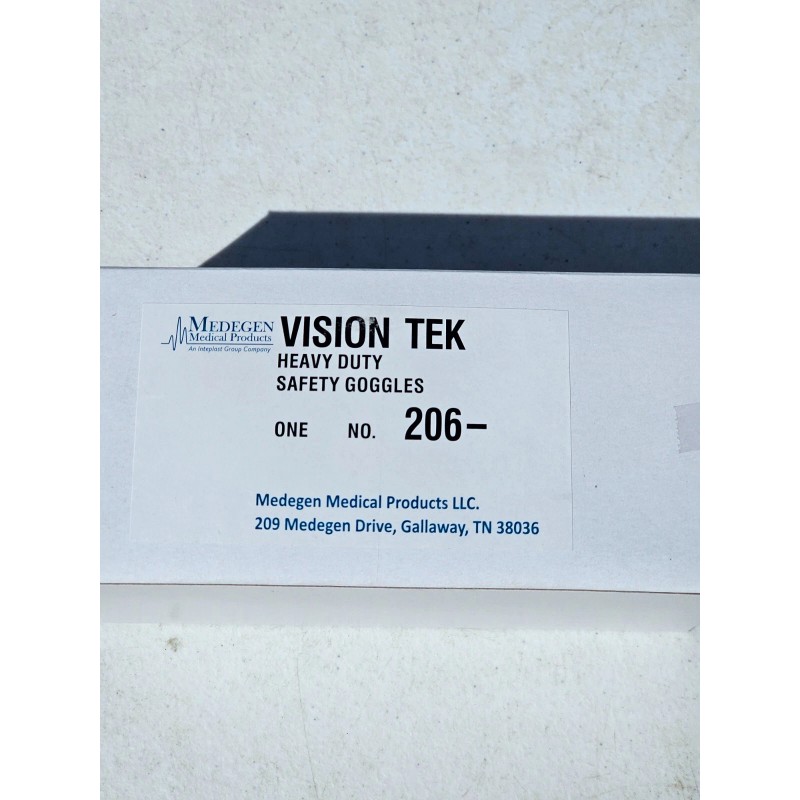 MEDEGEN
Medical Products
An Inteplast Group Company
VISION TEK
HEAVY DUTY
SAFETY GOGGLES
ONE NO. 206–
Medegen Medical Products LLC.
209 Medegen Drive, Gallaway, TN 38036